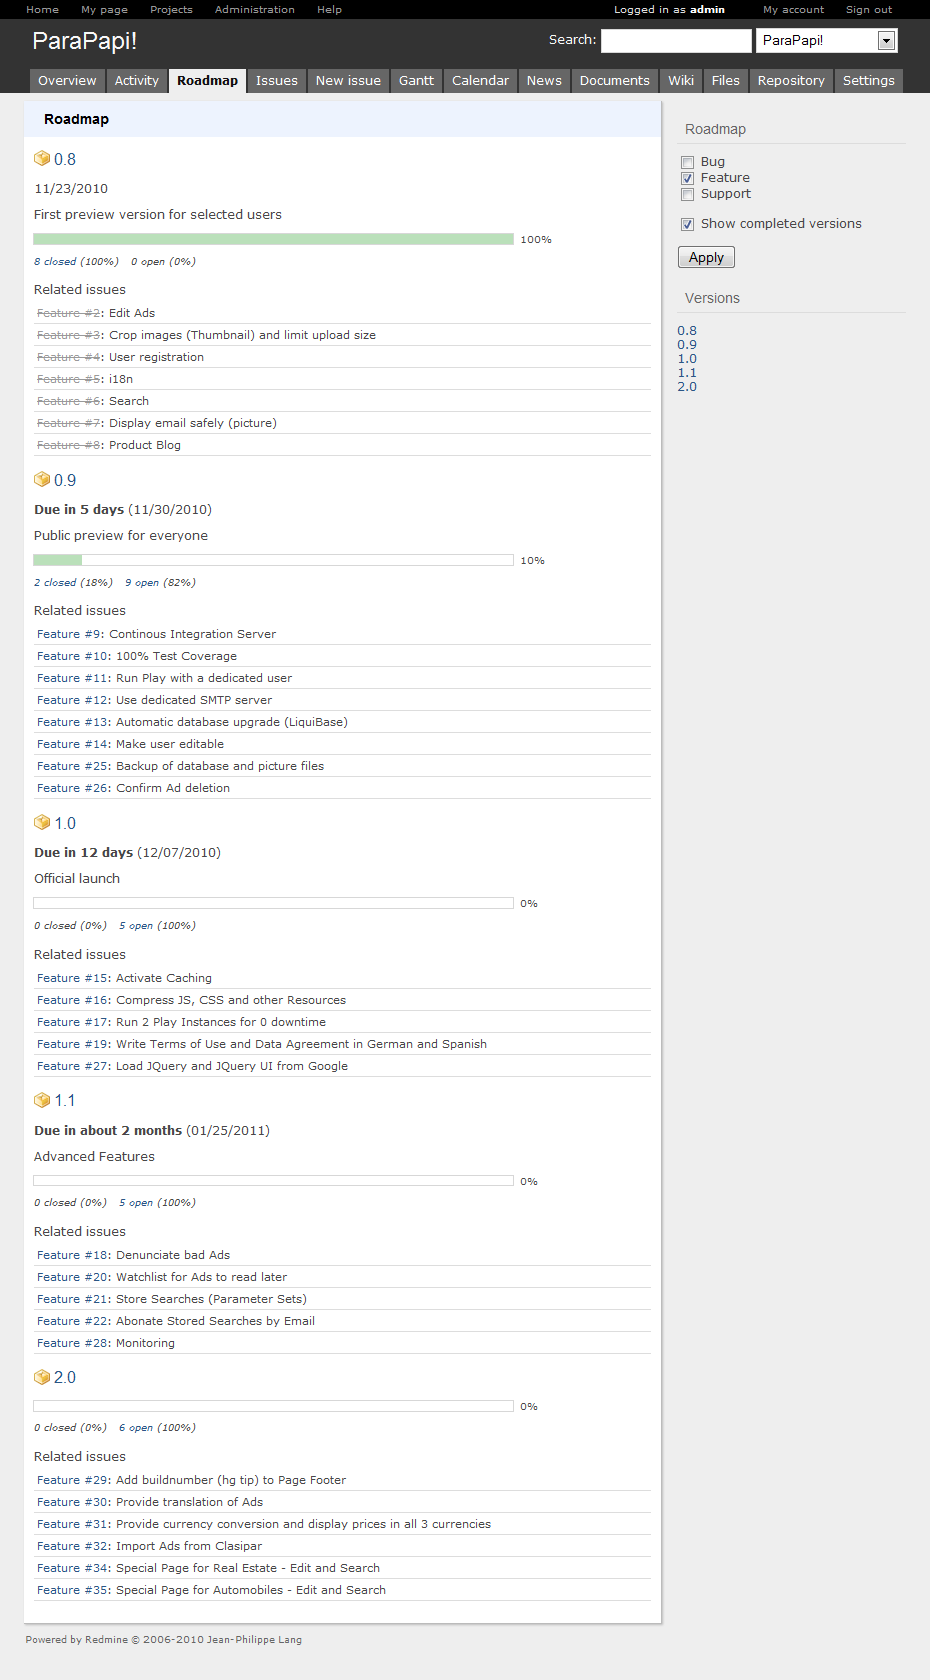 Home My page Projects Administration Help Logged in as admin My account Sign out
ParaPapi! Search: ParaPapi!
Overview Activity Roadmap Issues New issue Gantt Calendar News Documents Wiki Files Repository Settings
Roadmap
0.8
11/23/2010
First preview version for selected users
100%
8 closed (100%) 0 open (0%)
Related issues
Feature #2: Edit Ads
Feature #3: Crop images (Thumbnail) and limit upload size
Feature #4: User registration
Feature #5: i18n
Feature #6: Search
Feature #7: Display email safely (picture)
Feature #8: Product Blog
0.9
Due in 5 days (11/30/2010)
Public preview for everyone
10%
2 closed (18%) 9 open (82%)
Related issues
Feature #9: Continous Integration Server
Feature #10: 100% Test Coverage
Feature #11: Run Play with a dedicated user
Feature #12: Use dedicated SMTP server
Feature #13: Automatic database upgrade (LiquiBase)
Feature #14: Make user editable
Feature #25: Backup of database and picture files
Feature #26: Confirm Ad deletion
1.0
Due in 12 days (12/07/2010)
Official launch
0%
0 closed (0%) 5 open (100%)
Related issues
Feature #15: Activate Caching
Feature #16: Compress JS, CSS and other Resources
Feature #17: Run 2 Play Instances for 0 downtime
Feature #19: Write Terms of Use and Data Agreement in German and Spanish
Feature #27: Load JQuery and JQuery UI from Google
1.1
Due in about 2 months (01/25/2011)
Advanced Features
0%
0 closed (0%) 5 open (100%)
Related issues
Feature #18: Denunciate bad Ads
Feature #20: Watchlist for Ads to read later
Feature #21: Store Searches (Parameter Sets)
Feature #22: Abonate Stored Searches by Email
Feature #28: Monitoring
2.0
0%
0 closed (0%) 6 open (100%)
Related issues
Feature #29: Add buildnumber (hg tip) to Page Footer
Feature #30: Provide translation of Ads
Feature #31: Provide currency conversion and display prices in all 3 currencies
Feature #32: Import Ads from Clasipar
Feature #34: Special Page for Real Estate - Edit and Search
Feature #35: Special Page for Automobiles - Edit and Search
Roadmap
Bug
Feature
Support
Show completed versions
Apply
Versions
0.8
0.9
1.0
1.1
2.0
Powered by Redmine © 2006-2010 Jean-Philippe Lang